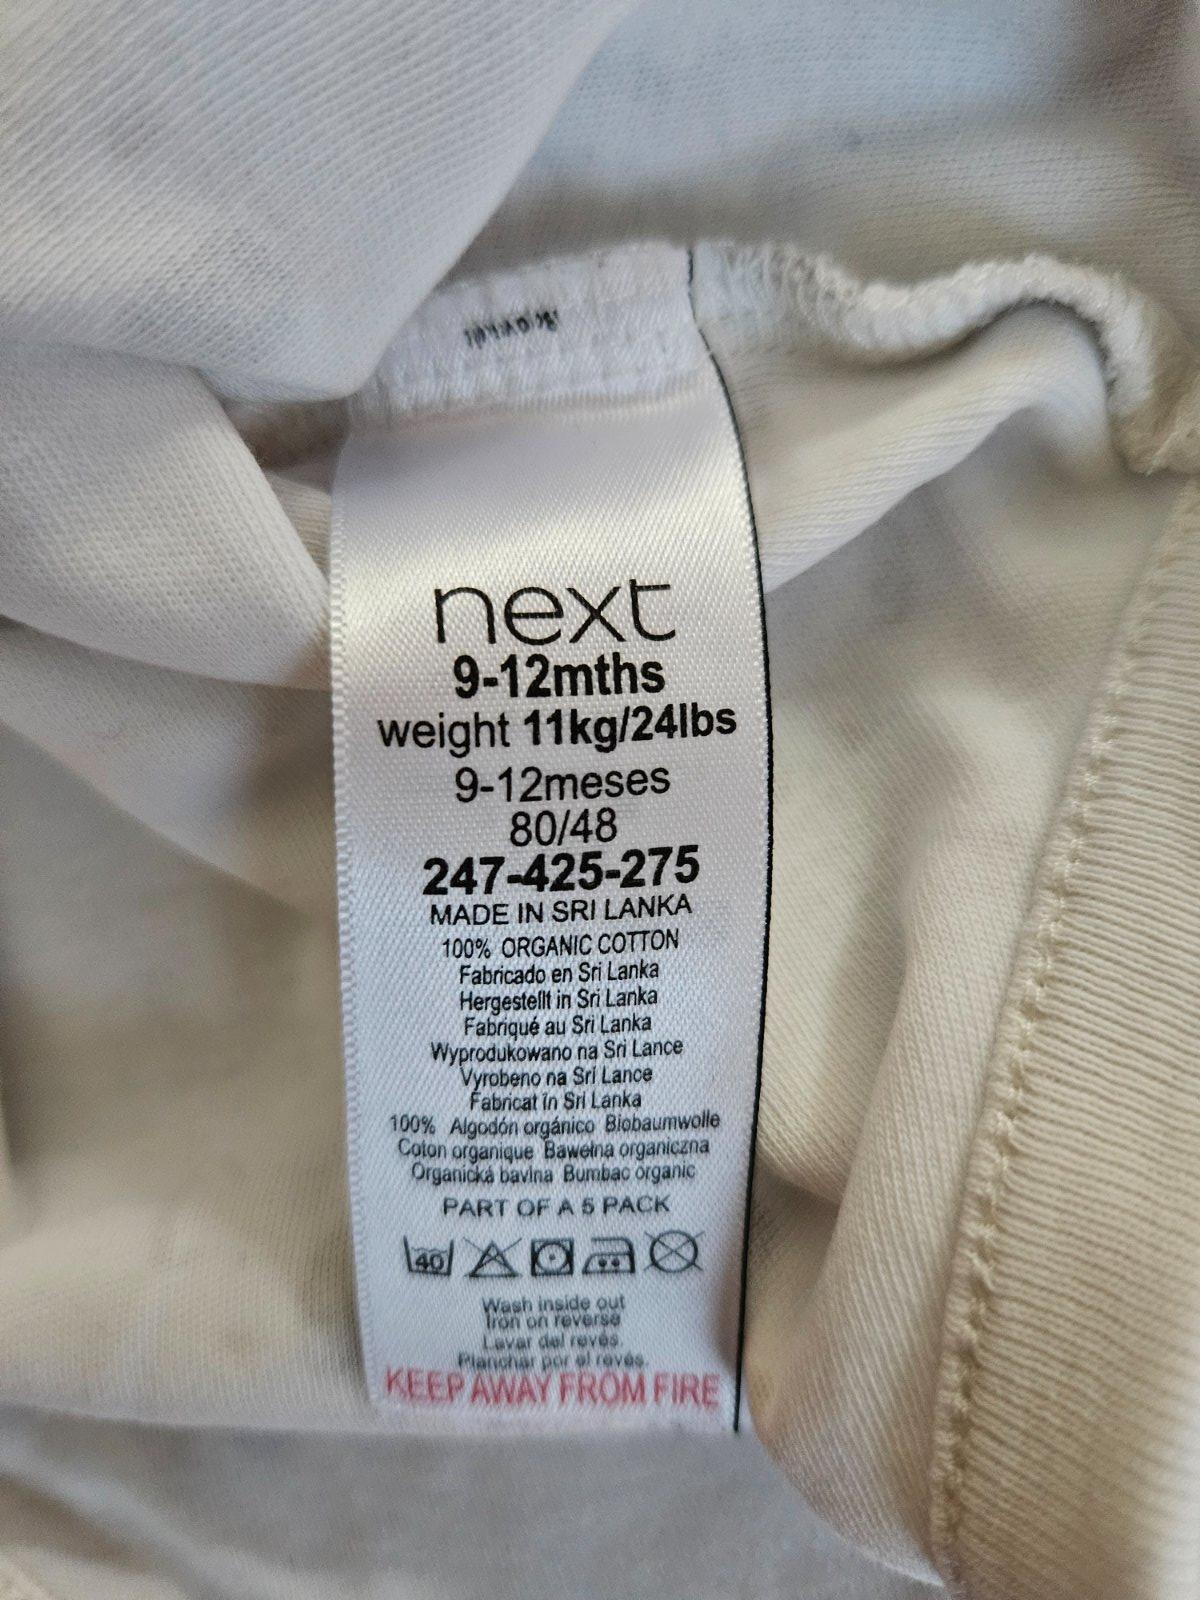 next
9-12mths
weight 11kg/24lbs
9-12meses
80/48
247-425-275
MADE IN SRI LANKA
100% ORGANIC COTTON
Fabricado en Sri Lanka
Hergestellt in Sri Lanka
Fabriqué au Sri Lanka
Wyprodukowano na Sri Lance
Vyrobeno na Srí Lance
Fabricat în Sri Lanka
100% Algodón orgánico Biobaumwolle
Coton organique Bawełna organiczna
Organická bavlna Bumbac organic
PART OF A 5 PACK
40
Wash inside out
Iron on reverse
Lavar del revés.
Planchar por el revés.
KEEP AWAY FROM FIRE